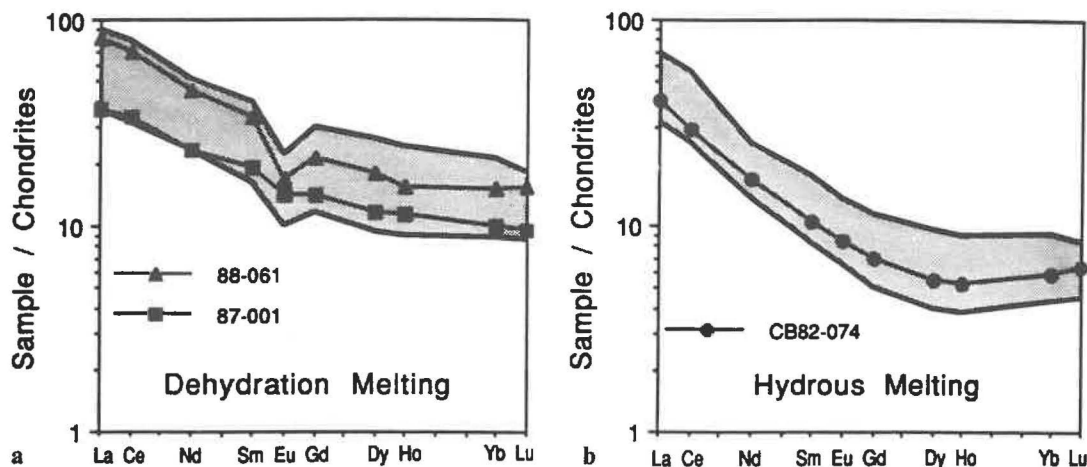 Sample / Chondrites
100
10
1
88-061
87-001
Dehydration Melting
La Ce Nd Sm Eu Gd Dy Ho Yb Lu
a
Sample / Chondrites
100
10
1
CB82-074
Hydrous Melting
La Ce Nd Sm Eu Gd Dy Ho Yb Lu
b